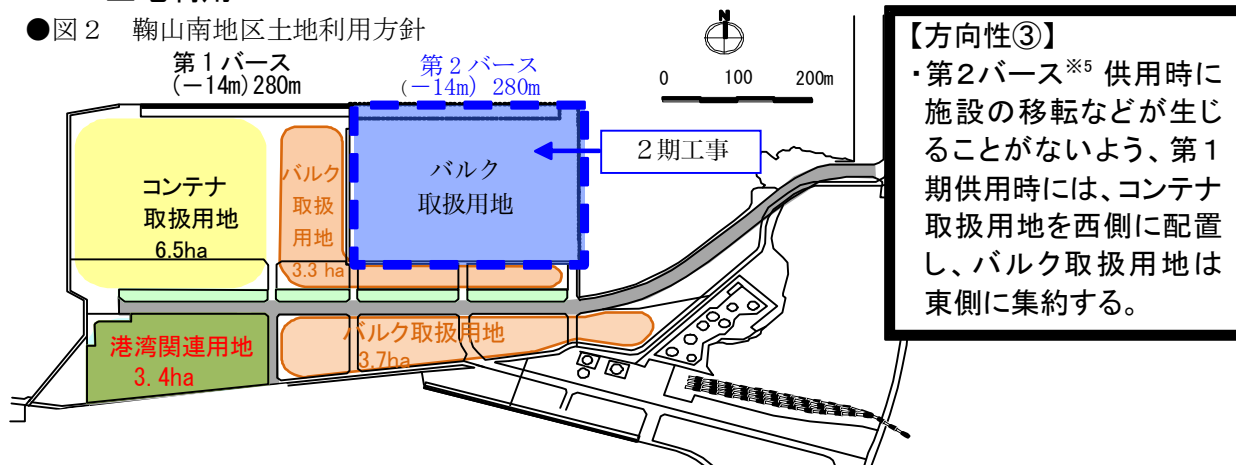 ●図２　鞠山南地区土地利用方針
第１バース
(－14m) 280m
第２バース
(－14m) 280m
N
0 100 200m
２期工事
コンテナ
取扱用地
6.5ha
バルク
取扱
用地
3.3 ha
バルク
取扱用地
港湾関連用地
3.4ha
バルク取扱用地
3.7ha
【方向性③】
・第２バース※5 供用時に
施設の移転などが生じ
ることがないよう、第１
期供用時には、コンテナ
取扱用地を西側に配置
し、バルク取扱用地は
東側に集約する。